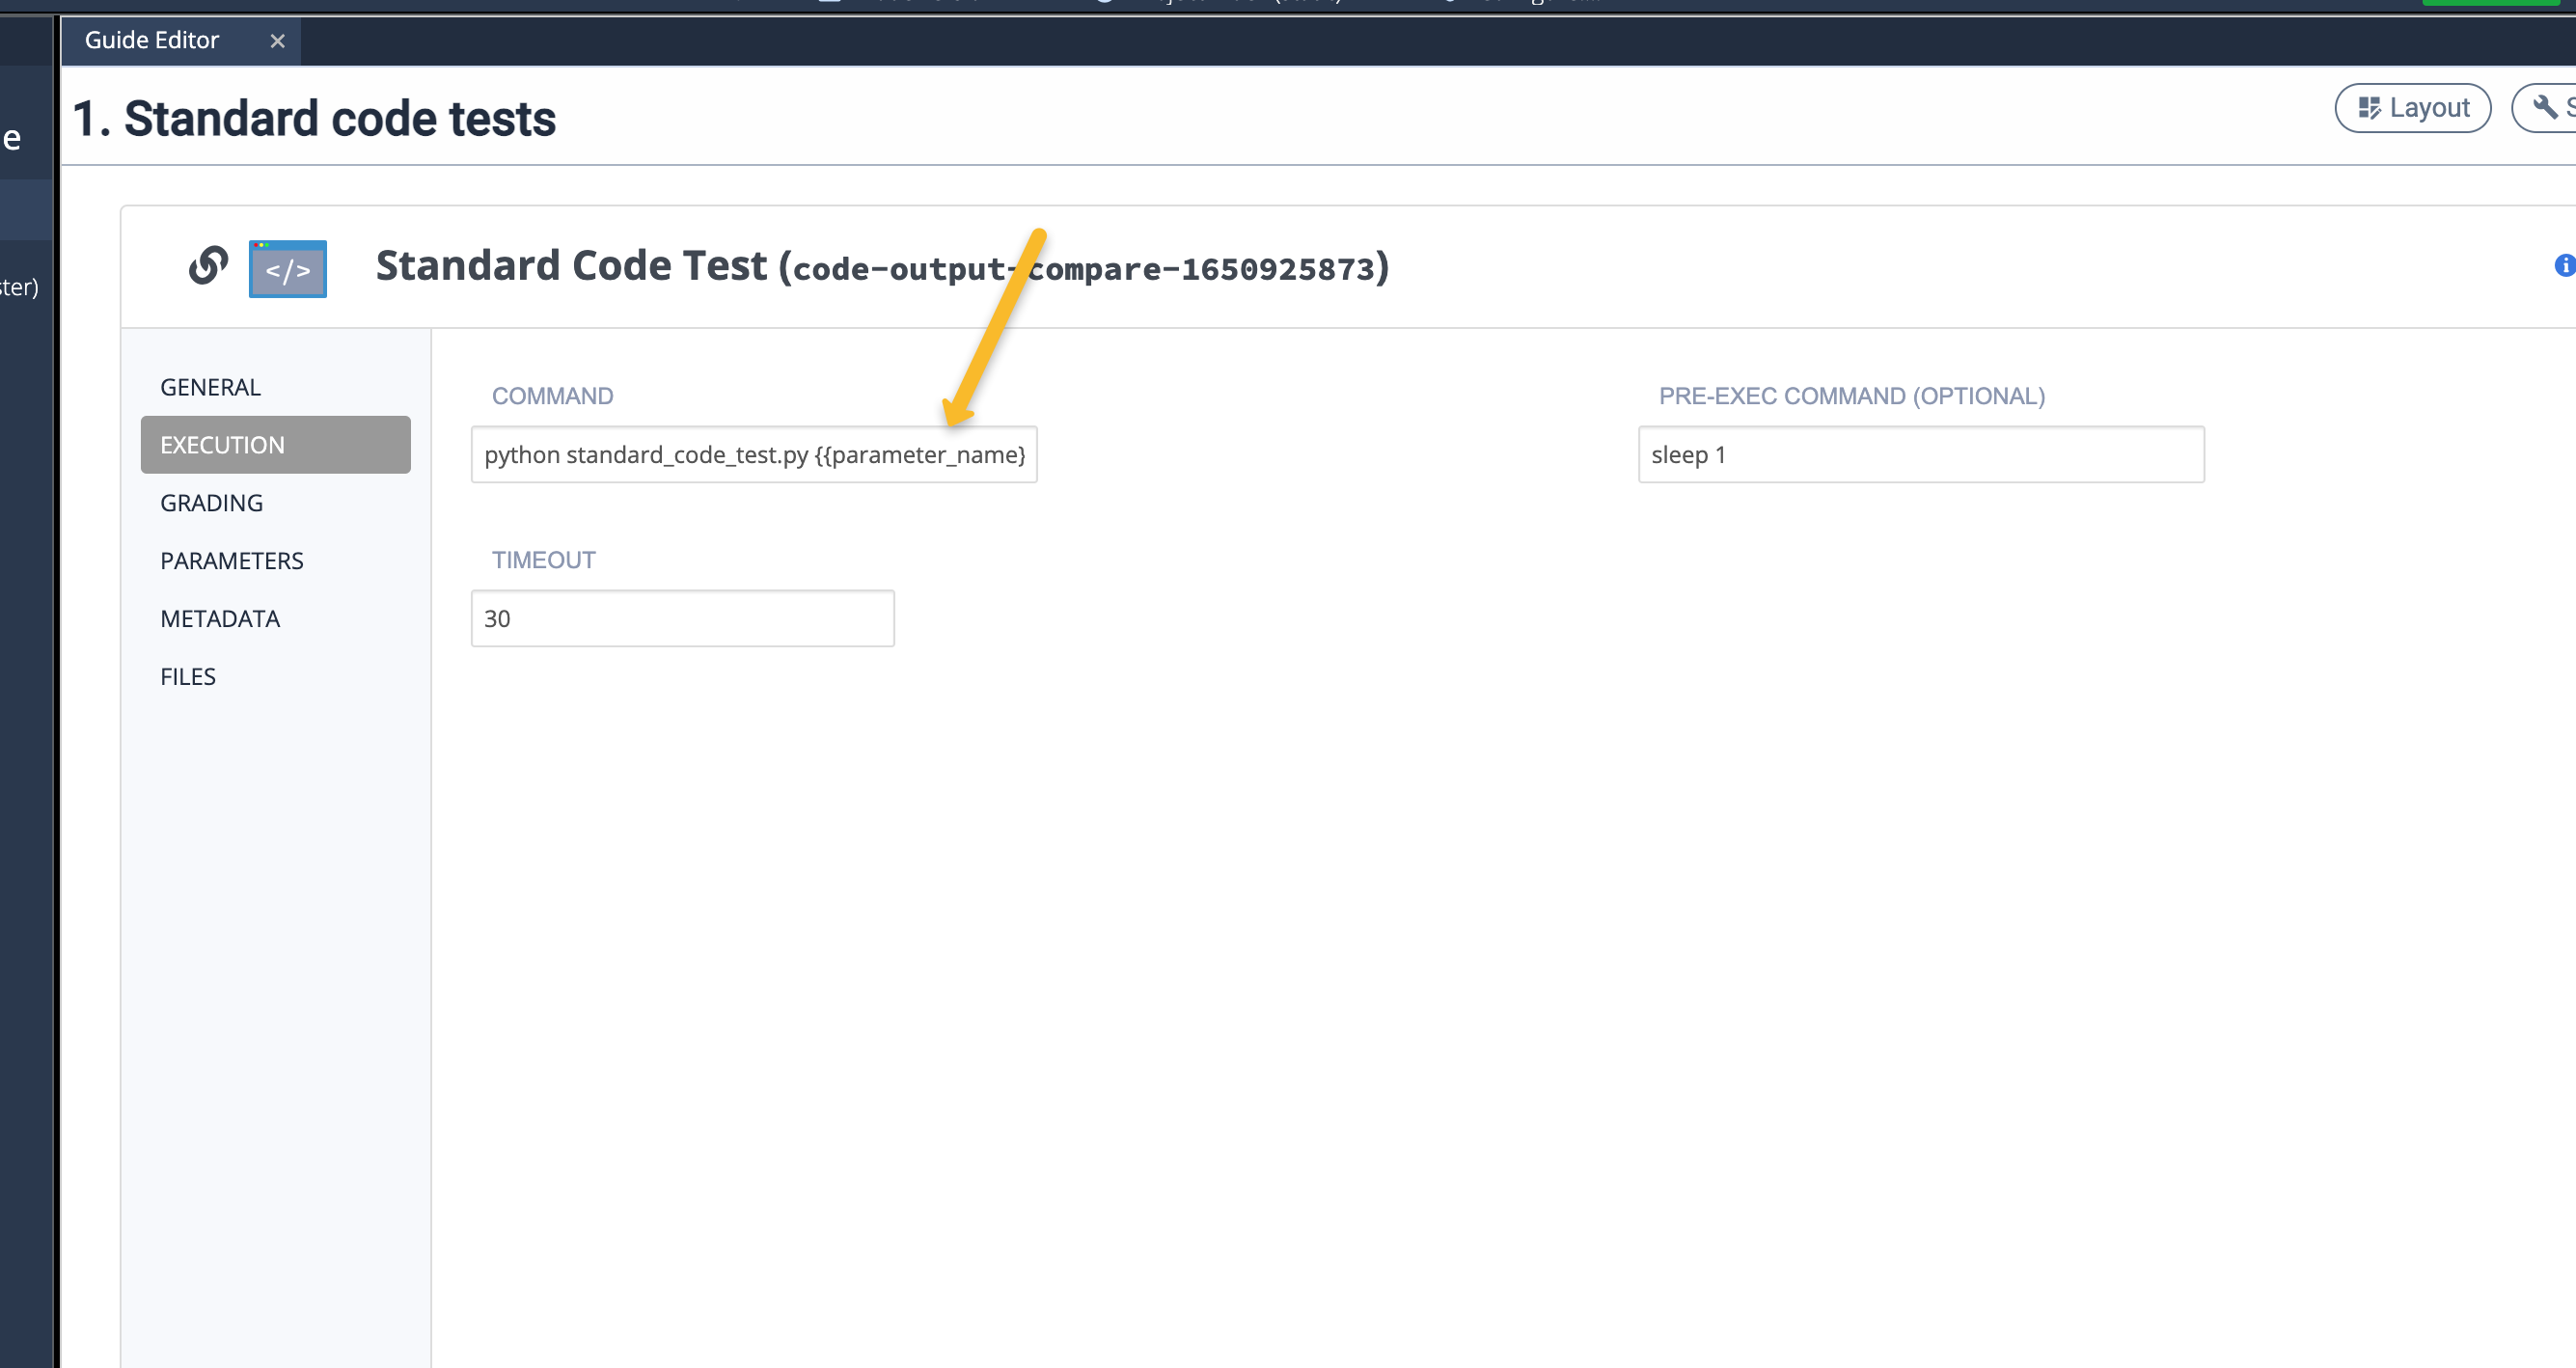 Guide Editor
1. Standard code tests
Layout
e
ster)
</>
Standard Code Test (code-output-compare-1650925873)
GENERAL
EXECUTION
GRADING
PARAMETERS
METADATA
FILES
COMMAND
python standard_code_test.py {{parameter_name}
PRE-EXEC COMMAND (OPTIONAL)
sleep 1
TIMEOUT
30